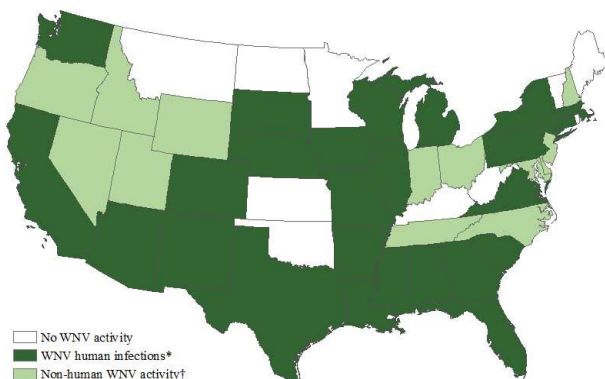 No WNV activity
WNV human infections*
Non-human WNV activity†